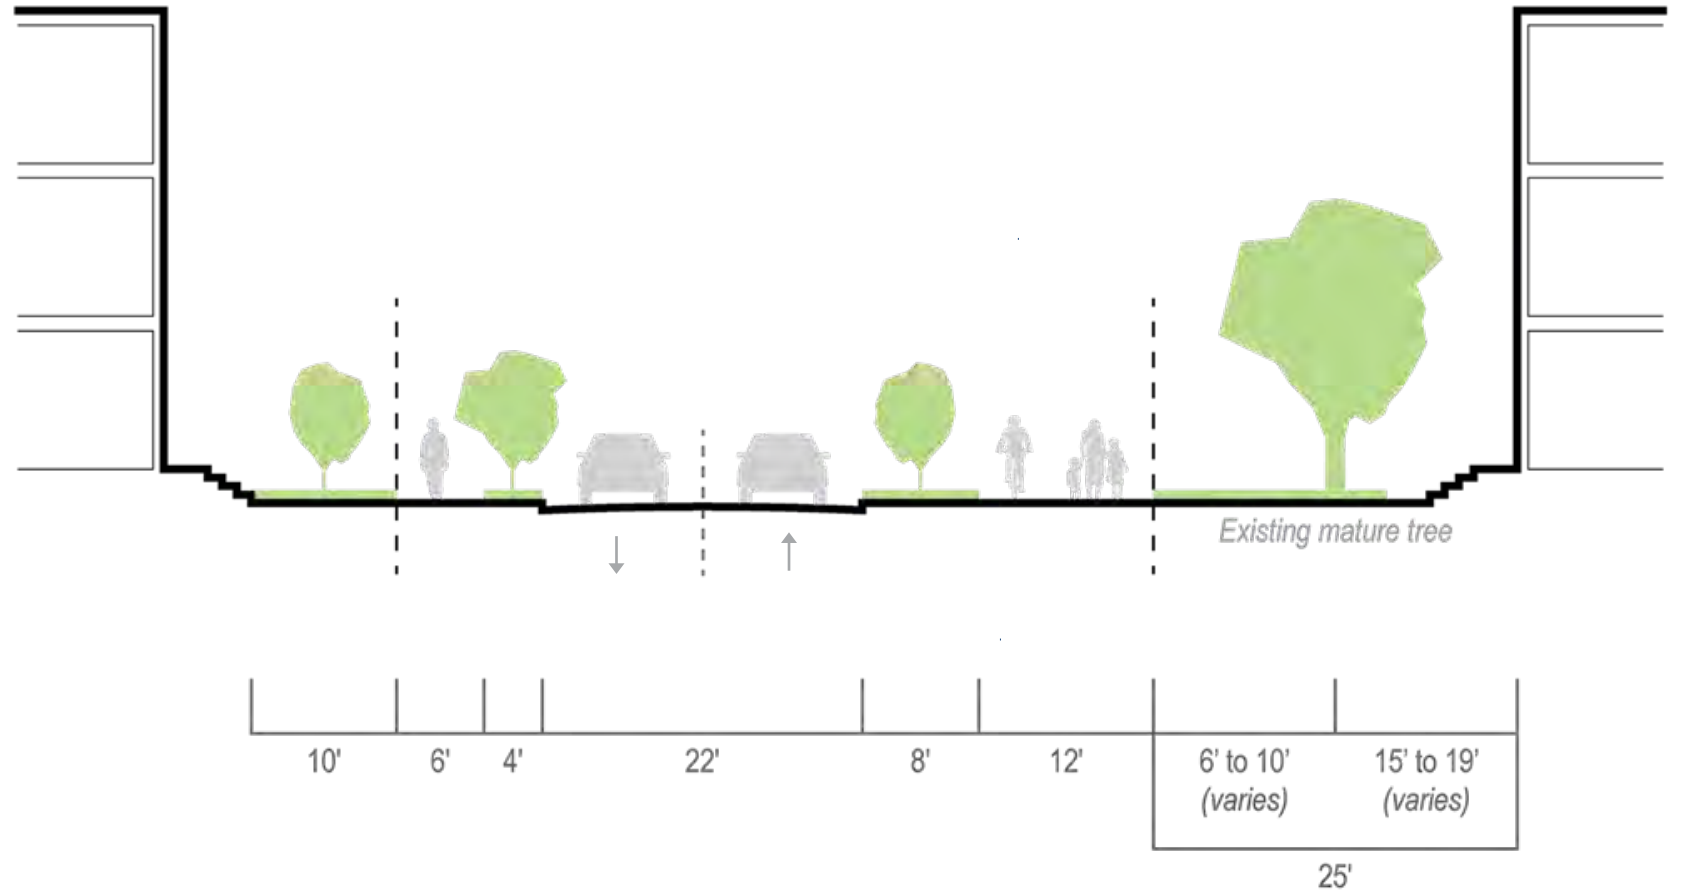 Existing mature tree
10'
6'
4'
22'
8'
12'
6’ to 10’
(varies)
15’ to 19’
(varies)
25'